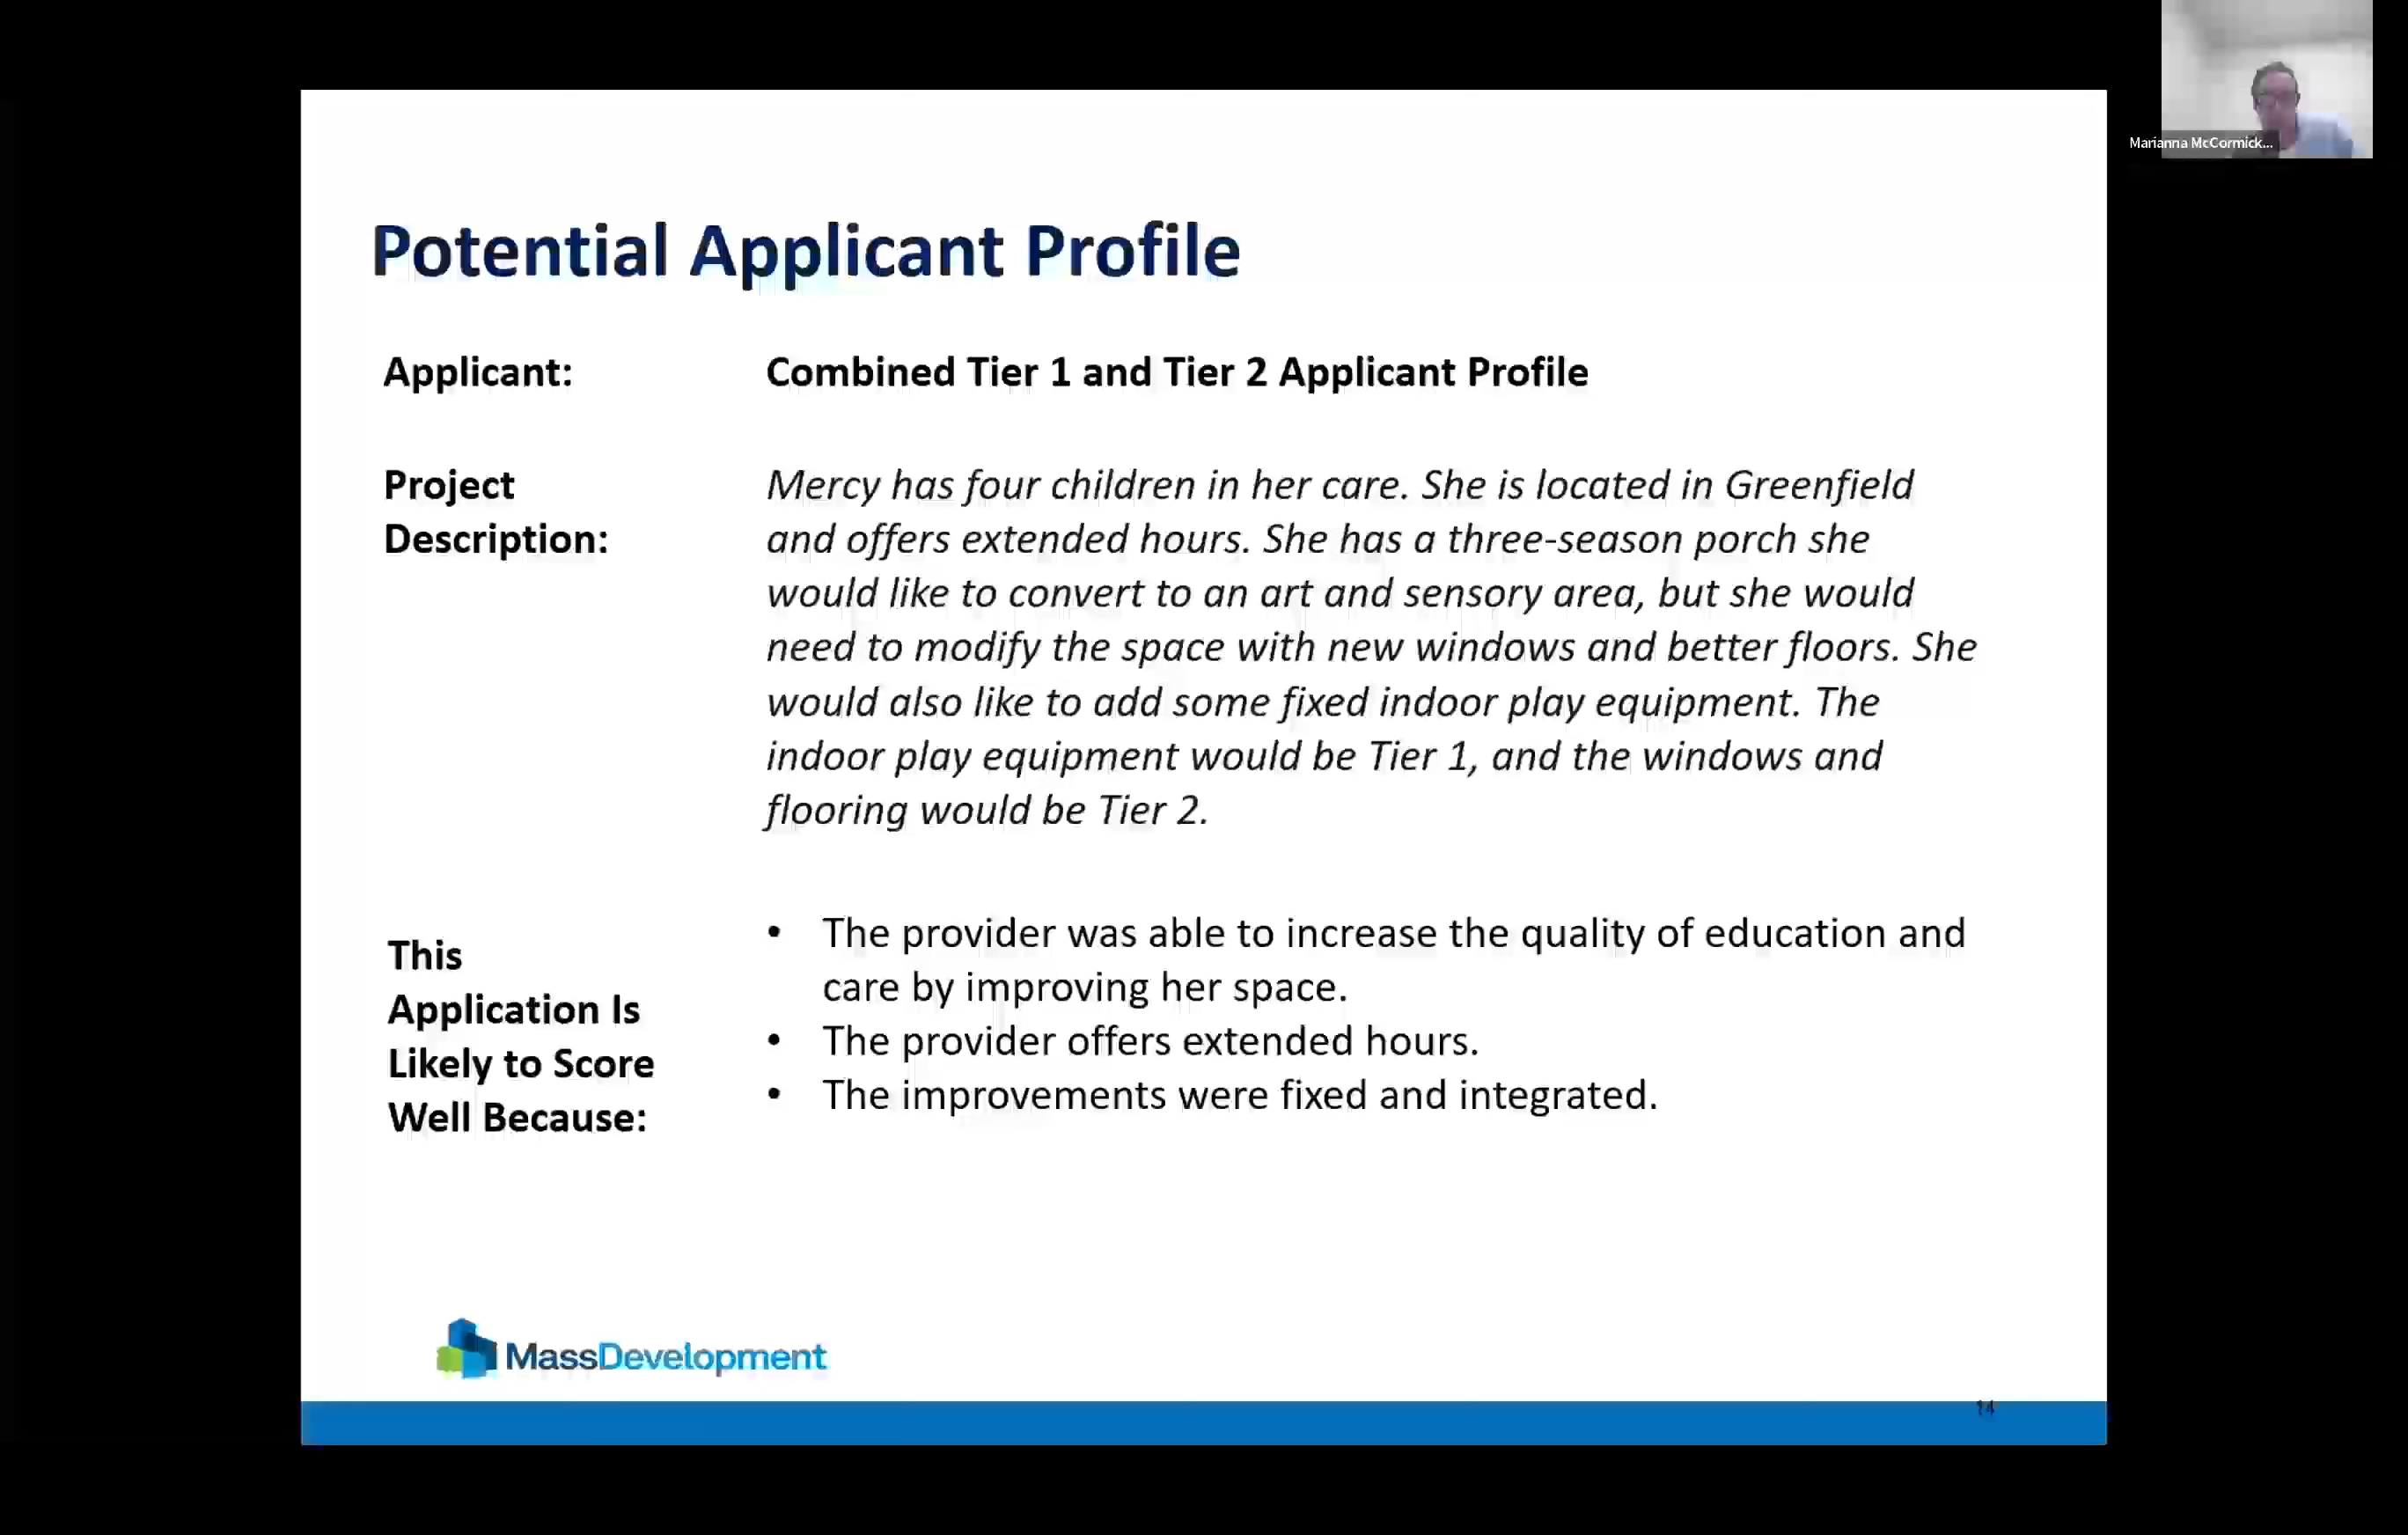 Marianna McCormick...
Potential Applicant Profile
Applicant:
Combined Tier 1 and Tier 2 Applicant Profile
Project
Description:
Mercy has four children in her care. She is located in Greenfield
and offers extended hours. She has a three-season porch she
would like to convert to an art and sensory area, but she would
need to modify the space with new windows and better floors. She
would also like to add some fixed indoor play equipment. The
indoor play equipment would be Tier 1, and the windows and
flooring would be Tier 2.
This
Application Is
Likely to Score
Well Because:
• The provider was able to increase the quality of education and
care by improving her space.
• The provider offers extended hours.
• The improvements were fixed and integrated.
MassDevelopment
14